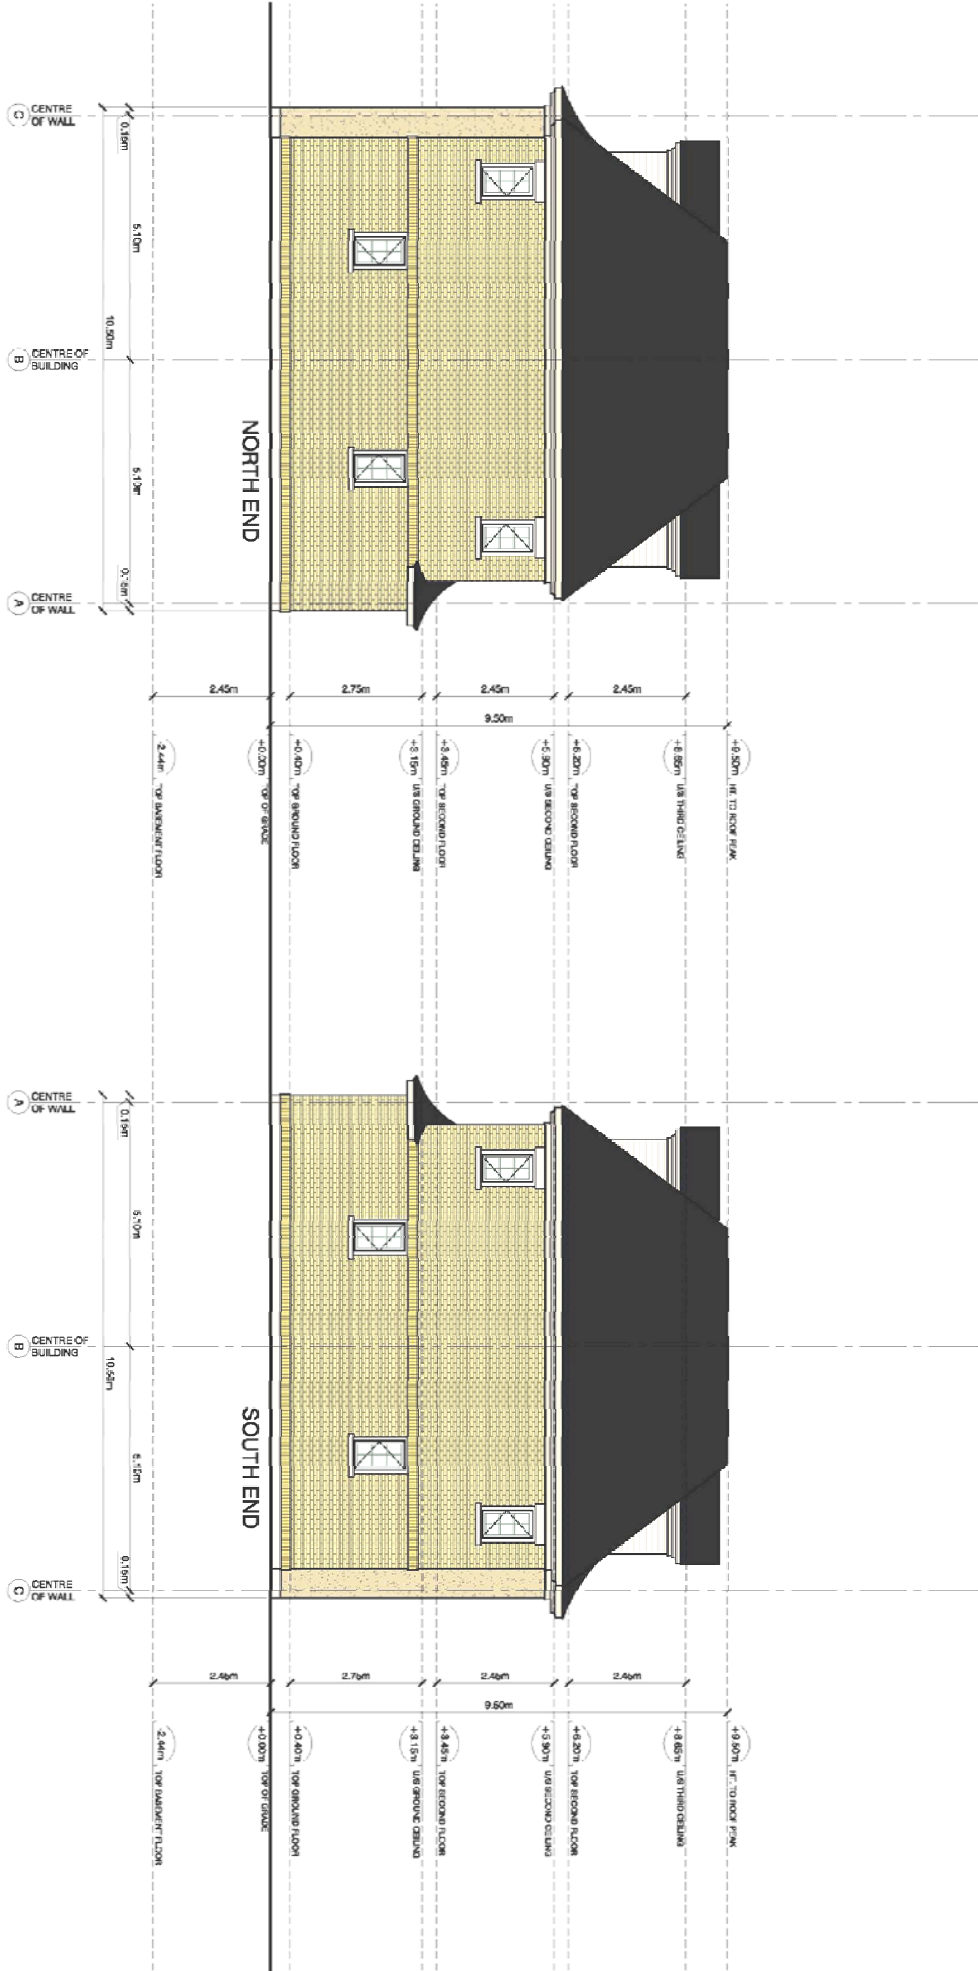 C
CENTRE
OF WALL
0.15m
5.10m
10.50m
B
CENTRE OF
BUILDING
NORTH END
5.10m
0.15m
A
CENTRE
OF WALL
2.45m
2.75m
2.45m
2.45m
9.50m
-2.44m TOP BASEMENT FLOOR
+0.00m TOP OF GRADE
+0.40m TOP GROUND FLOOR
+3.15m U/S GROUND CEILING
+3.45m TOP SECOND FLOOR
+5.90m U/S SECOND CEILING
+6.20m TOP SECOND FLOOR
+8.65m U/S THIRD CEILING
+9.50m HT. TO ROOF PEAK
A
CENTRE
OF WALL
0.15m
5.10m
B
CENTRE OF
BUILDING
10.50m
SOUTH END
5.10m
0.15m
C
CENTRE
OF WALL
2.45m
2.75m
2.45m
2.45m
9.50m
-2.44m TOP BASEMENT FLOOR
+0.00m TOP OF GRADE
+0.40m TOP GROUND FLOOR
+3.15m U/S GROUND CEILING
+3.45m TOP SECOND FLOOR
+5.90m U/S SECOND CEILING
+6.20m TOP SECOND FLOOR
+8.65m U/S THIRD CEILING
+9.50m HT. TO ROOF PEAK